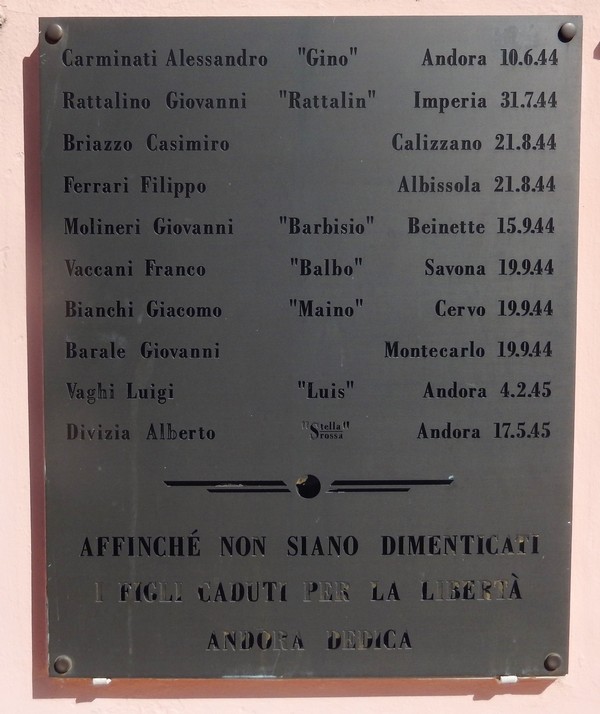 Carminati Alessandro "Gino" Andora 10.6.44
Rattalino Giovanni "Rattalin" Imperia 31.7.44
Briazzo Casimiro Calizzano 21.8.44
Ferrari Filippo Albissola 21.8.44
Molineri Giovanni "Barbisio" Beinette 15.9.44
Vaccani Franco "Balbo" Savona 19.9.44
Bianchi Giacomo "Maino" Cervo 19.9.44
Barale Giovanni Montecarlo 19.9.44
Vaghi Luigi "Luis" Andora 4.2.45
Divizia Alberto "Stella rossa" Andora 17.5.45
AFFINCHÉ NON SIANO DIMENTICATI
I FIGLI CADUTI PER LA LIBERTÀ
ANDORA DEDICA